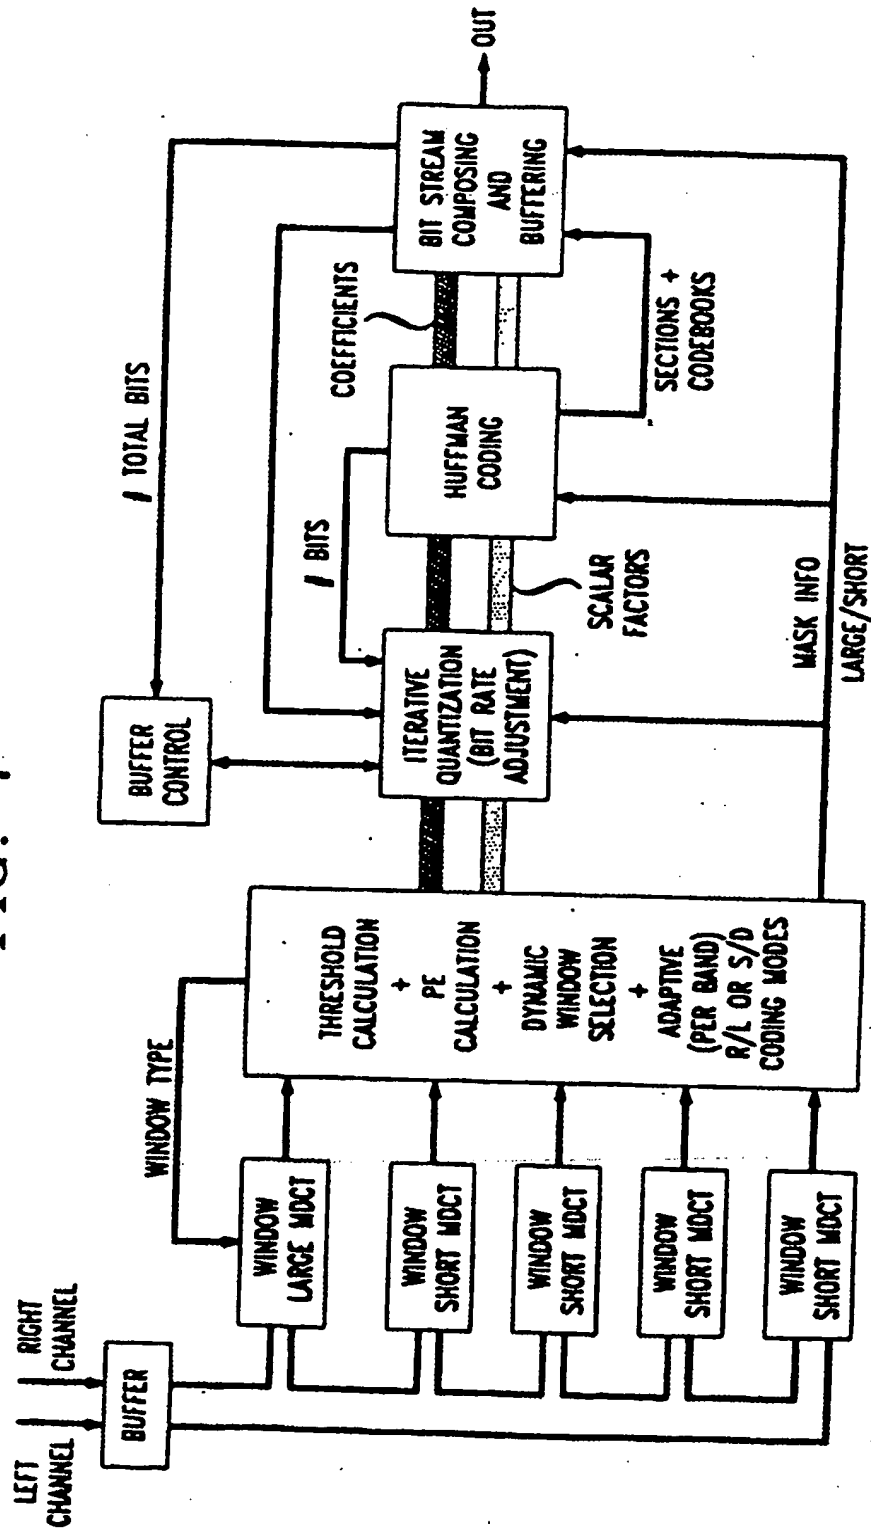 FIG.
LEFT
CHANNEL
RIGHT
CHANNEL
BUFFER
WINDOW TYPE
WINDOW
LARGE MDCT
WINDOW
SHORT MDCT
WINDOW
SHORT MDCT
WINDOW
SHORT MDCT
WINDOW
SHORT MDCT
THRESHOLD
CALCULATION
+
PE
CALCULATION
+
DYNAMIC
WINDOW
SELECTION
+
ADAPTIVE
(PER BAND)
R/L OR S/D
CODING MODES
BUFFER
CONTROL
# TOTAL BITS
ITERATIVE
QUANTIZATION
(BIT RATE
ADJUSTMENT)
# BITS
SCALAR
FACTORS
HUFFMAN
CODING
COEFFICIENTS
SECTIONS +
CODEBOOKS
BIT STREAM
COMPOSING
AND
BUFFERING
OUT
MASK INFO
LARGE/SHORT